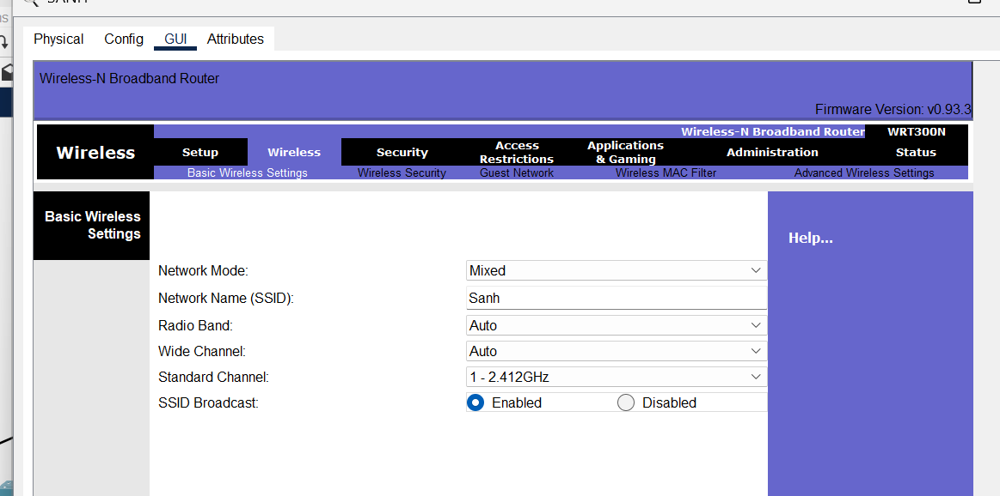 SANH
Physical Config GUI Attributes
Wireless-N Broadband Router
Firmware Version: v0.93.3
Wireless-N Broadband Router WRT300N
Wireless
Setup Wireless Security Access Restrictions Applications & Gaming Administration Status
Basic Wireless Settings Wireless Security Guest Network Wireless MAC Filter Advanced Wireless Settings
Basic Wireless
Settings
Help...
Network Mode: Mixed
Network Name (SSID): Sanh
Radio Band: Auto
Wide Channel: Auto
Standard Channel: 1 - 2.412GHz
SSID Broadcast: Enabled Disabled